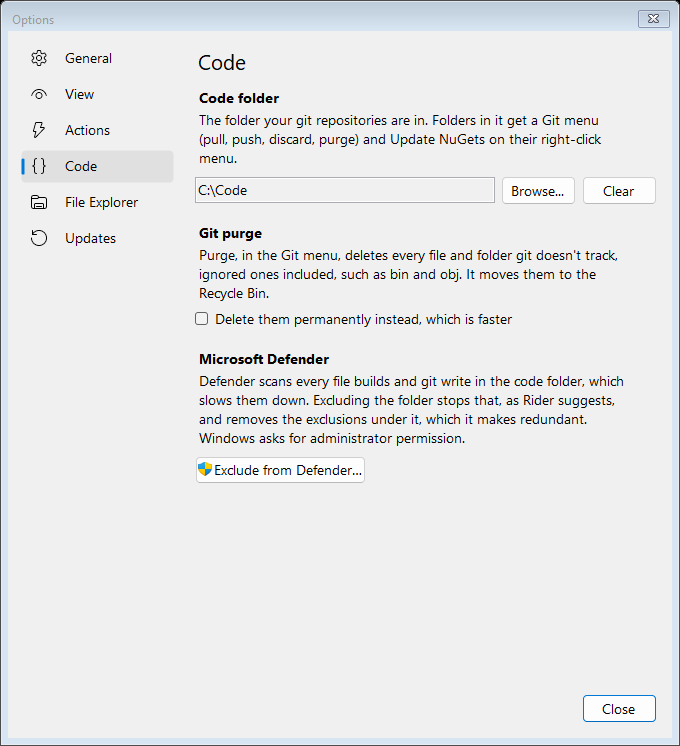 Options
General
View
Actions
Code
File Explorer
Updates
Code
Code folder
The folder your git repositories are in. Folders in it get a Git menu
(pull, push, discard, purge) and Update NuGets on their right-click
menu.
C:\Code
Browse...
Clear
Git purge
Purge, in the Git menu, deletes every file and folder git doesn't track,
ignored ones included, such as bin and obj. It moves them to the
Recycle Bin.
Delete them permanently instead, which is faster
Microsoft Defender
Defender scans every file builds and git write in the code folder, which
slows them down. Excluding the folder stops that, as Rider suggests,
and removes the exclusions under it, which it makes redundant.
Windows asks for administrator permission.
Exclude from Defender...
Close